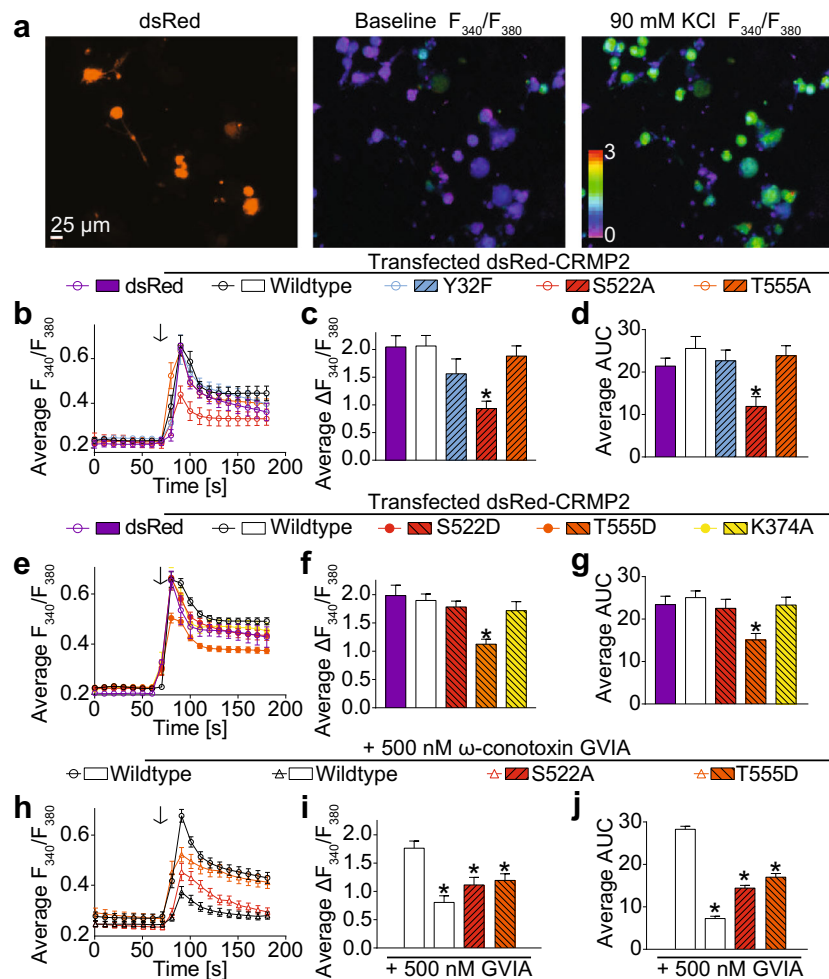 a dsRed Baseline F340/F380 90 mM KCl F340/F380
25 µm
3
0
Transfected dsRed-CRMP2
dsRed Wildtype Y32F S522A T555A
b c d
Average F340/F380
0.6
0.4
0.2
0 50 100 150 200
Time [s]
Average ΔF340/F380
2.0
1.5
1.0
0.5
0.0
*
Average AUC
30
20
10
0
*
Transfected dsRed-CRMP2
dsRed Wildtype S522D T555D K374A
e f g
Average F340/F380
0.6
0.4
0.2
0 50 100 150 200
Time [s]
Average ΔF340/F380
2.0
1.5
1.0
0.5
0.0
*
Average AUC
30
20
10
0
*
+ 500 nM ω-conotoxin GVIA
Wildtype Wildtype S522A T555D
h i j
Average F340/F380
0.6
0.4
0.2
0 50 100 150 200
Time [s]
Average ΔF340/F380
2.0
1.5
1.0
0.5
0.0
* * *
+ 500 nM GVIA
Average AUC
30
20
10
0
* * *
+ 500 nM GVIA